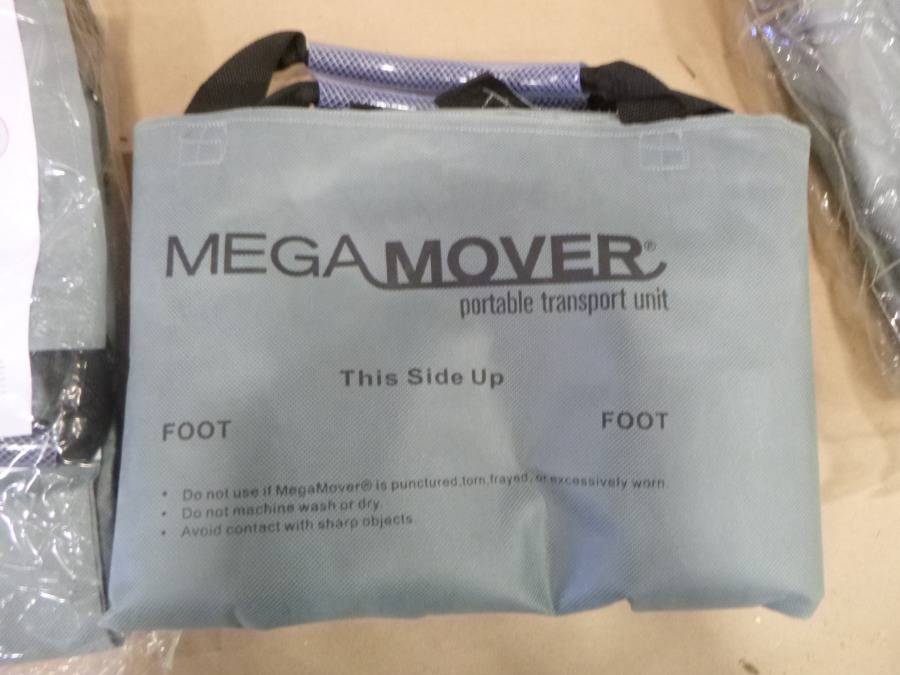 MEGAMOVER®
portable transport unit
This Side Up
FOOT FOOT
• Do not use if MegaMover® is punctured,torn,frayed, or excessively worn.
• Do not machine wash or dry.
• Avoid contact with sharp objects.